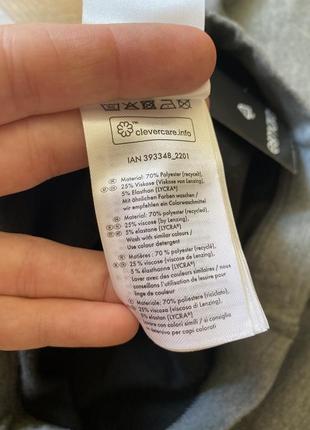 clevercare.info
IAN 393348_2201
Material: 70% Polyester (recycelt),
25% Viskose (Viskose von Lenzing),
5% Elasthan (LYCRA®)
Mit ähnlichen Farben waschen /
wir empfehlen ein Colorwaschmittel
Material: 70% polyester (recycled),
25% viscose (by Lenzing),
5% elastane (LYCRA®)
Wash with similar colours /
Use colour detergent
Matières : 70 % polyester (recyclé),
25 % viscose (viscose de Lenzing),
5 % élasthanne (LYCRA®)
Laver avec des couleurs similaires / nous
conseillons l'utilisation de lessive pour
linge de couleur
Materiale: 70% poliestere (riciclato),
25% viscosa (viscosa di Lenzing),
5% elastan (LYCRA®)
Lavare con colori simili / si consiglia
detersivo per capi colorati
esmara